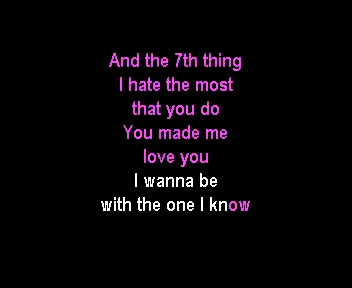 And the 7th thing
I hate the most
that you do
You made me
love you
I wanna be
with the one I know